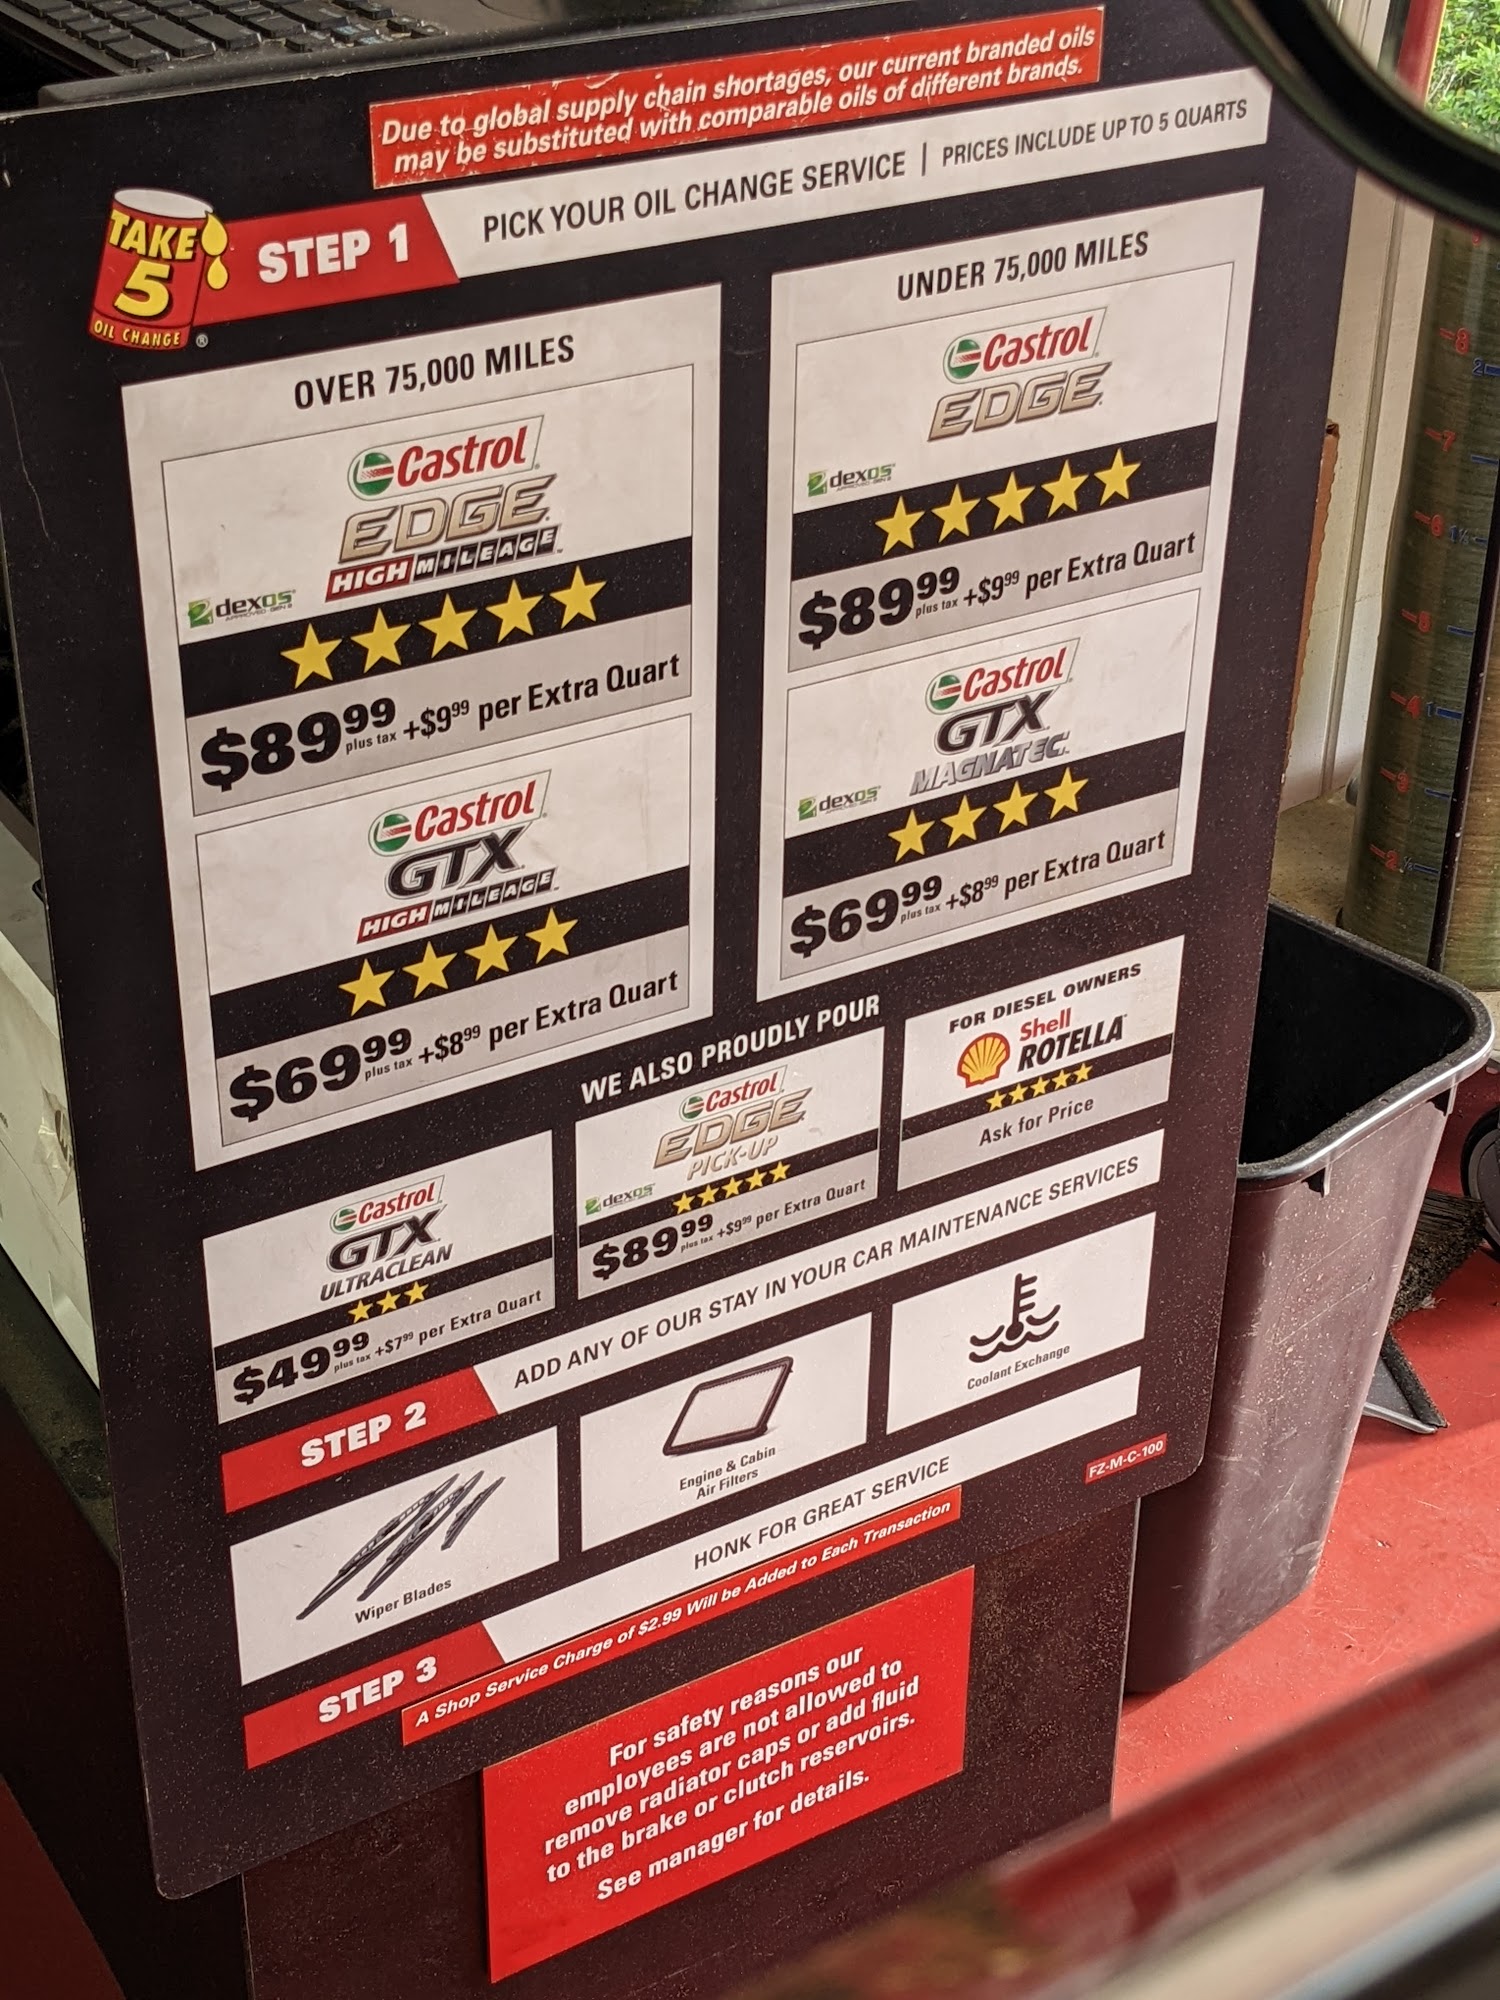 Due to global supply chain shortages, our current branded oils
may be substituted with comparable oils of different brands.
TAKE
5
OIL CHANGE ®
STEP 1
PICK YOUR OIL CHANGE SERVICE | PRICES INCLUDE UP TO 5 QUARTS
OVER 75,000 MILES
Castrol
EDGE
HIGH MILEAGE
dexos
$89.99 plus tax +$9.99 per Extra Quart
Castrol
GTX
HIGH MILEAGE
$69.99 plus tax +$8.99 per Extra Quart
UNDER 75,000 MILES
Castrol
EDGE
dexos
$89.99 plus tax +$9.99 per Extra Quart
Castrol
GTX
MAGNATEC
dexos
$69.99 plus tax +$8.99 per Extra Quart
WE ALSO PROUDLY POUR
Castrol
GTX
ULTRACLEAN
$49.99 plus tax +$7.99 per Extra Quart
Castrol
EDGE
PICK-UP
dexos
$89.99 plus tax +$9.99 per Extra Quart
FOR DIESEL OWNERS
Shell
ROTELLA
Ask for Price
STEP 2
ADD ANY OF OUR STAY IN YOUR CAR MAINTENANCE SERVICES
Wiper Blades
Engine & Cabin
Air Filters
Coolant Exchange
STEP 3
HONK FOR GREAT SERVICE
FZ-M-C-100
A Shop Service Charge of $2.99 Will be Added to Each Transaction
For safety reasons our
employees are not allowed to
remove radiator caps or add fluid
to the brake or clutch reservoirs.
See manager for details.